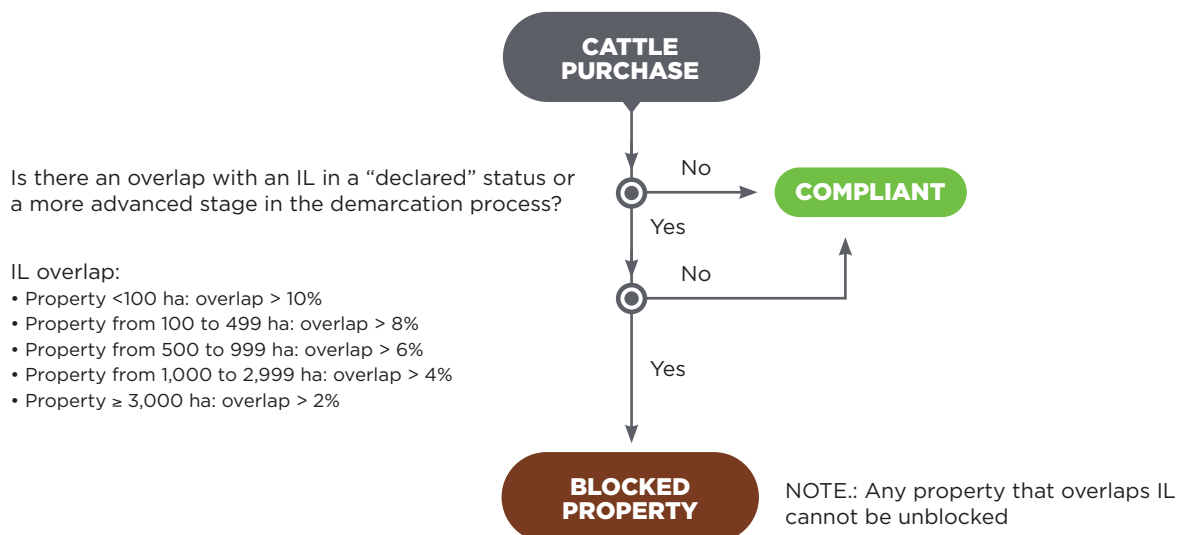 CATTLE
PURCHASE
Is there an overlap with an IL in a “declared” status or
a more advanced stage in the demarcation process?
No
COMPLIANT
Yes
IL overlap:
• Property <100 ha: overlap > 10%
• Property from 100 to 499 ha: overlap > 8%
• Property from 500 to 999 ha: overlap > 6%
• Property from 1,000 to 2,999 ha: overlap > 4%
• Property ≥ 3,000 ha: overlap > 2%
No
Yes
BLOCKED
PROPERTY
NOTE.: Any property that overlaps IL
cannot be unblocked